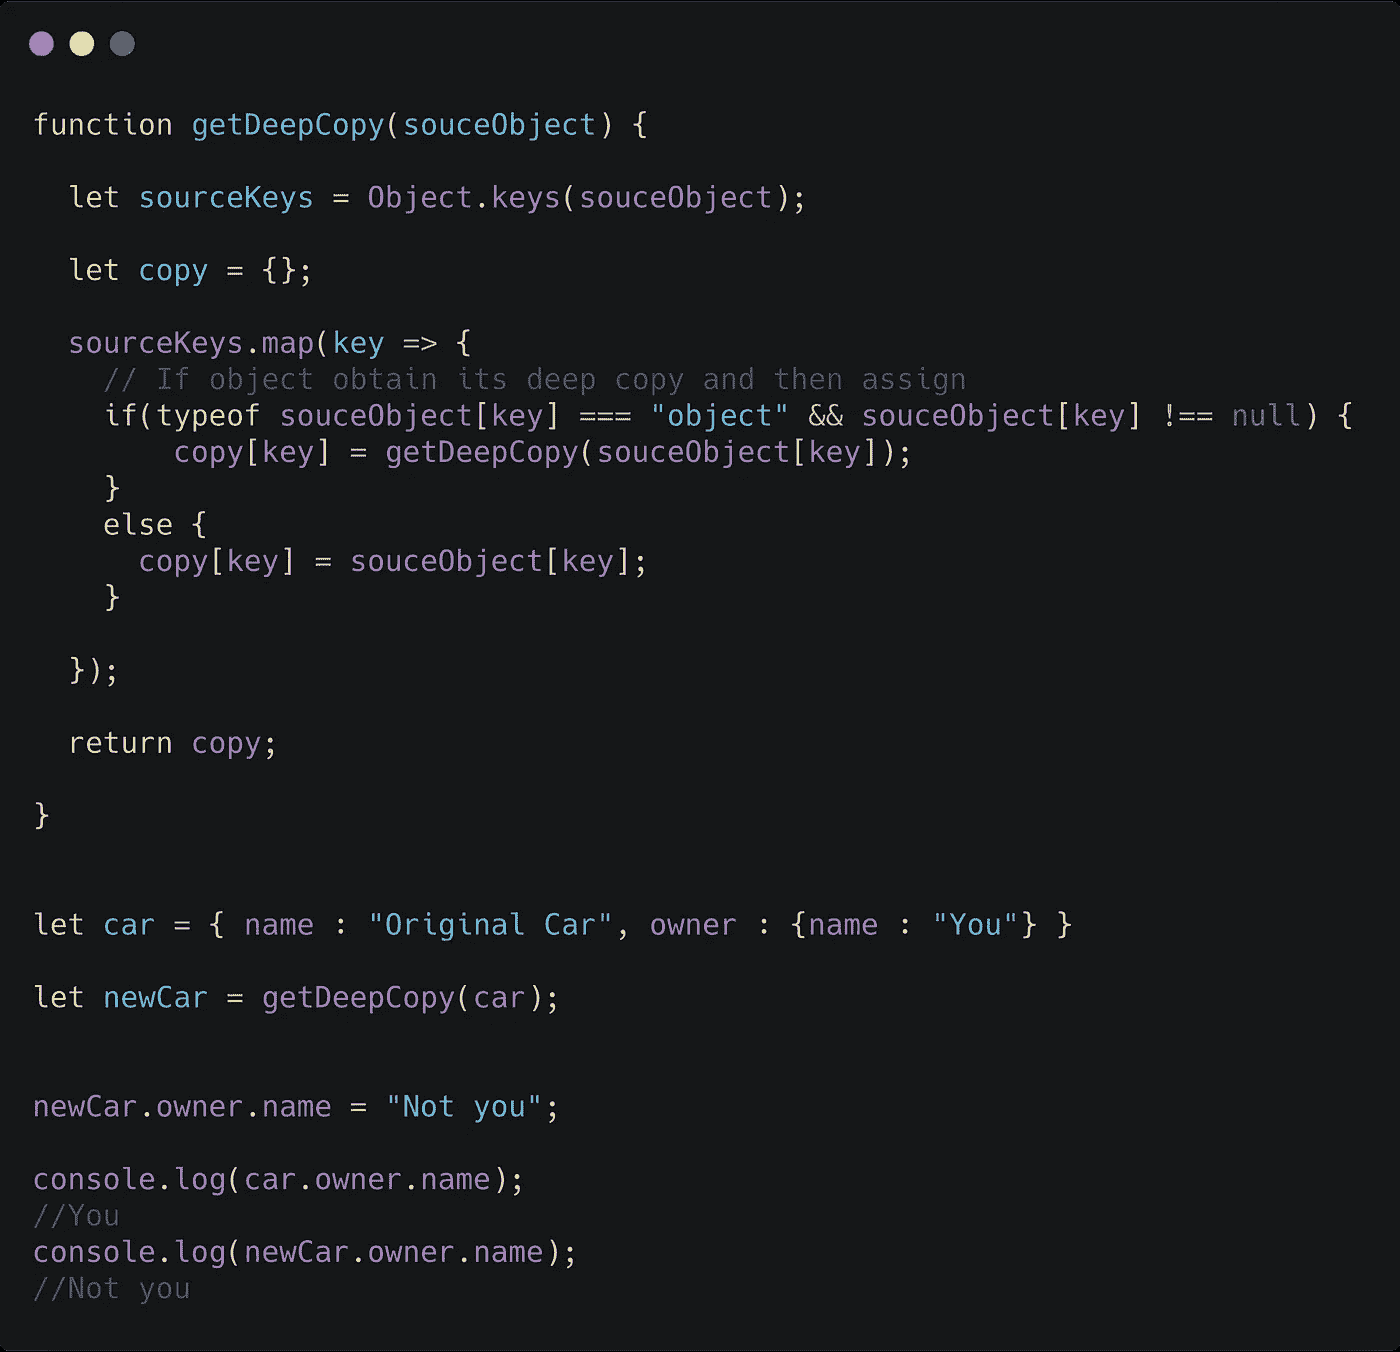 function getDeepCopy(souceObject) {
let sourceKeys = Object.keys(souceObject);
let copy = {};
sourceKeys.map(key => {
// If object obtain its deep copy and then assign
if(typeof souceObject[key] === "object" && souceObject[key] !== null) {
copy[key] = getDeepCopy(souceObject[key]);
}
else {
copy[key] = souceObject[key];
}
});
return copy;
}
let car = { name : "Original Car", owner : {name : "You"} }
let newCar = getDeepCopy(car);
newCar.owner.name = "Not you";
console.log(car.owner.name);
//You
console.log(newCar.owner.name);
//Not you